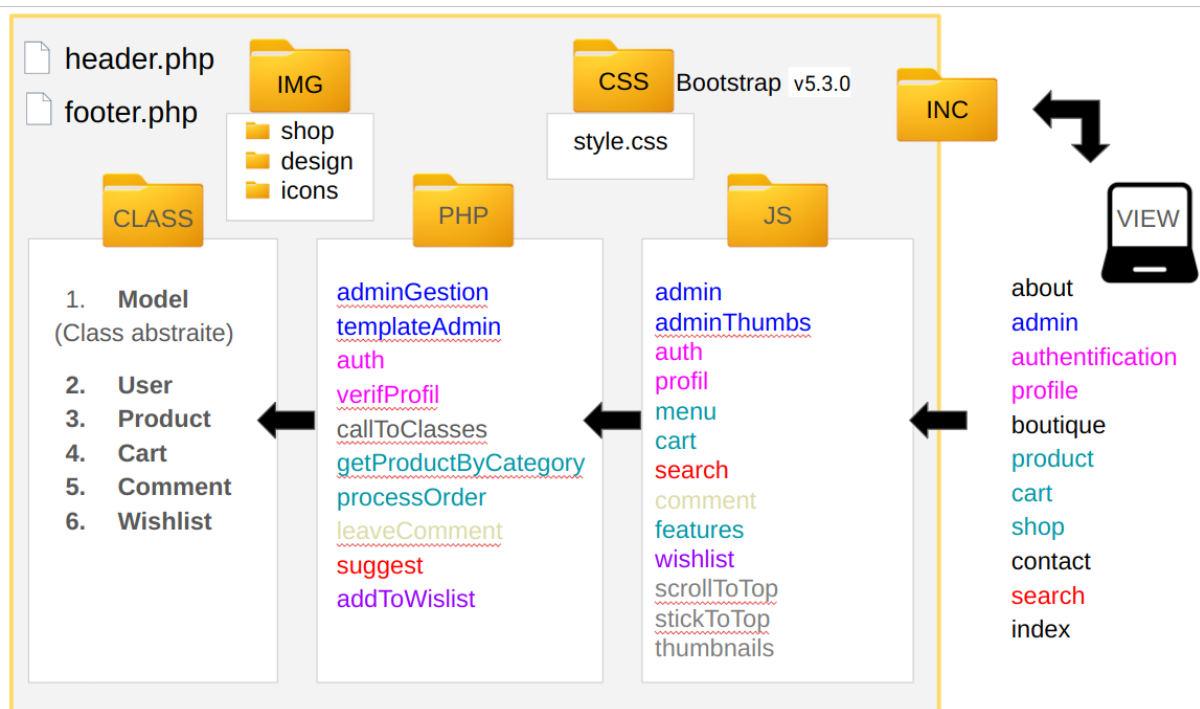 header.php
footer.php
IMG
shop
design
icons
CSS
Bootstrap v5.3.0
style.css
INC
VIEW
CLASS
1. Model
(Class abstraite)
2. User
3. Product
4. Cart
5. Comment
6. Wishlist
PHP
adminGestion
templateAdmin
auth
verifProfil
callToClasses
getProductByCategory
processOrder
leaveComment
suggest
addToWislist
JS
admin
adminThumbs
auth
profil
menu
cart
search
comment
features
wishlist
scrollToTop
stickToTop
thumbnails
about
admin
authentification
profile
boutique
product
cart
shop
contact
search
index